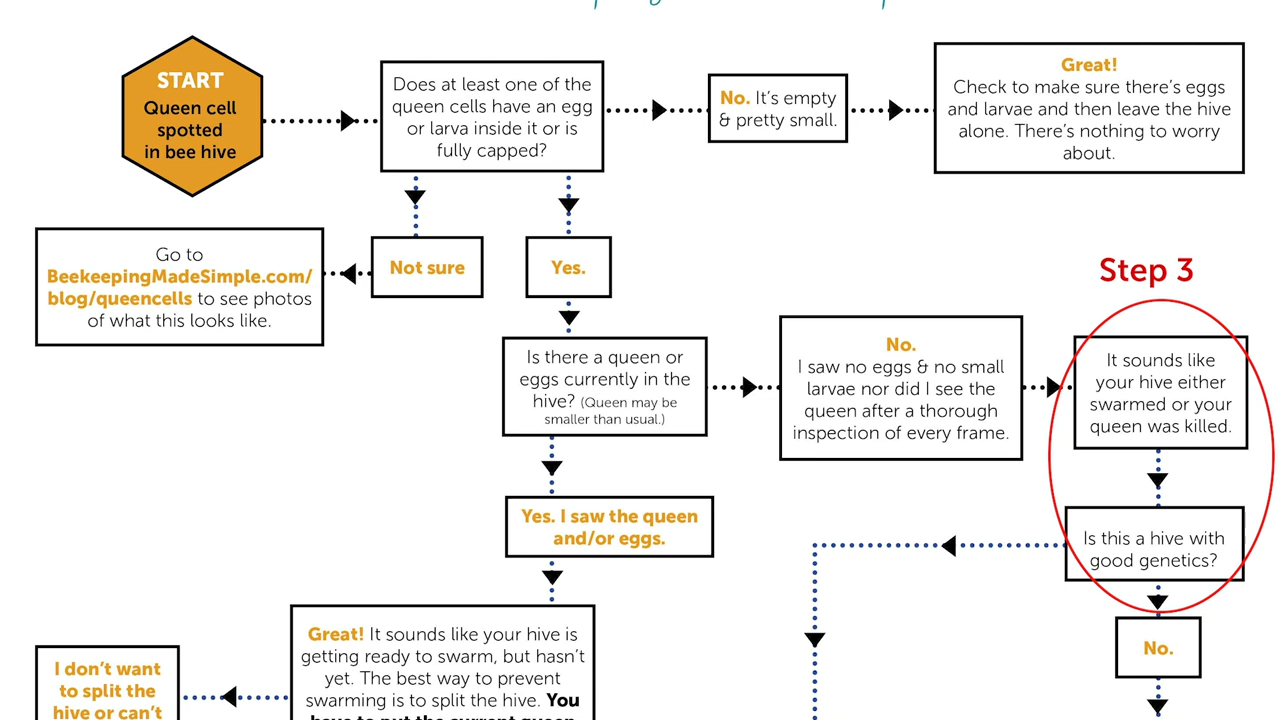 START
Queen cell
spotted
in bee hive
Does at least one of the
queen cells have an egg
or larva inside it or is
fully capped?
No. It's empty
& pretty small.
Great!
Check to make sure there's eggs
and larvae and then leave the hive
alone. There's nothing to worry
about.
Go to
BeekeepingMadeSimple.com/
blog/queencells to see photos
of what this looks like.
Not sure
Yes.
Step 3
Is there a queen or
eggs currently in the
hive? (Queen may be
smaller than usual.)
No.
I saw no eggs & no small
larvae nor did I see the
queen after a thorough
inspection of every frame.
It sounds like
your hive either
swarmed or your
queen was killed.
Yes. I saw the queen
and/or eggs.
Is this a hive with
good genetics?
No.
Great! It sounds like your hive is
getting ready to swarm, but hasn't
yet. The best way to prevent
swarming is to split the hive. You
have to put the current queen
I don't want
to split the
hive or can't